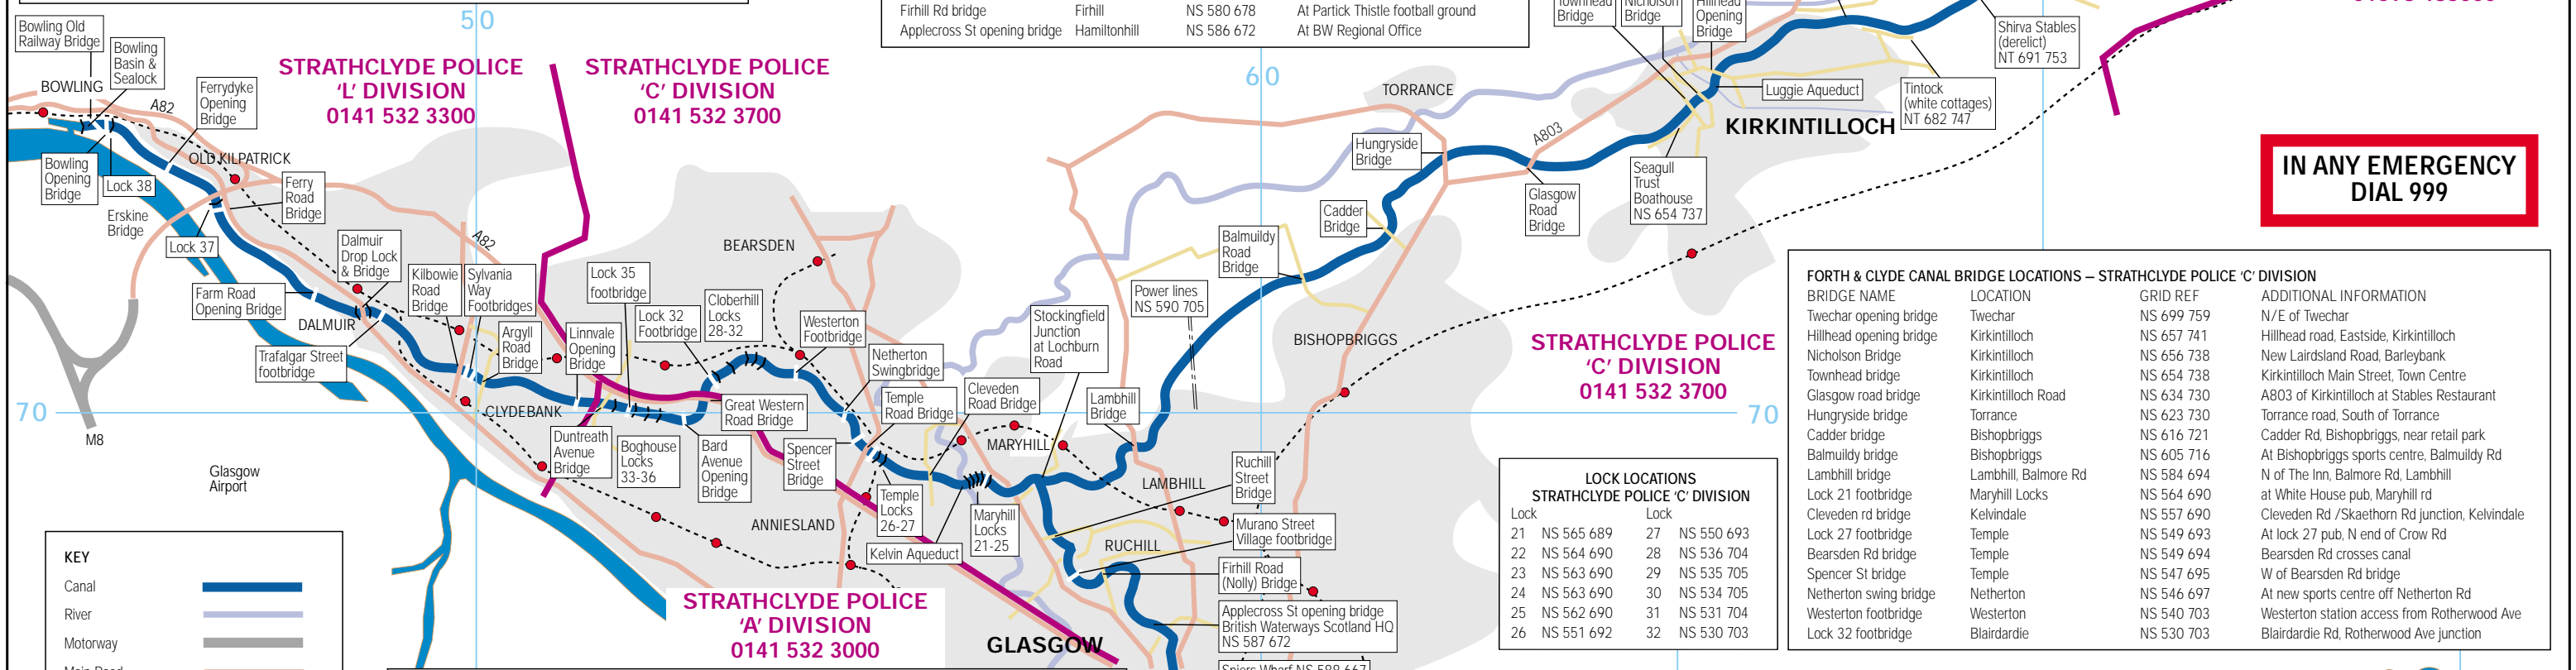 50
Firhill Rd bridge Firhill NS 580 678 At Partick Thistle football ground
Applecross St opening bridge Hamiltonhill NS 586 672 At BW Regional Office
Townhead
Bridge
Nicholson
Bridge
Hillhead
Opening
Bridge
Shirva Stables
(derelict)
NT 691 753
Bowling Old
Railway Bridge
Bowling
Basin &
Sealock
BOWLING
A82
Ferrydyke
Opening
Bridge
STRATHCLYDE POLICE
‘L’ DIVISION
0141 532 3300
STRATHCLYDE POLICE
‘C’ DIVISION
0141 532 3700
60
TORRANCE
Luggie Aqueduct
Tintock
(white cottages)
NT 682 747
KIRKINTILLOCH
A803
Hungryside
Bridge
Bowling
Opening
Bridge
Lock 38
OLD KILPATRICK
Ferry
Road
Bridge
Erskine
Bridge
Lock 37
Seagull
Trust
Boathouse
NS 654 737
Glasgow
Road
Bridge
Cadder
Bridge
Balmuildy
Road
Bridge
IN ANY EMERGENCY
DIAL 999
Dalmuir
Drop Lock
& Bridge
A82
BEARSDEN
Kilbowie
Road
Bridge
Sylvania
Way
Footbridges
Lock 35
footbridge
Lock 32
Footbridge
Cloberhill
Locks
28-32
Westerton
Footbridge
Power lines
NS 590 705
Stockingfield
Junction
at Lochburn
Road
BISHOPBRIGGS
Farm Road
Opening Bridge
DALMUIR
Trafalgar Street
footbridge
Argyll
Road
Bridge
Linnvale
Opening
Bridge
Netherton
Swingbridge
Temple
Road Bridge
Cleveden
Road Bridge
Lambhill
Bridge
STRATHCLYDE POLICE
‘C’ DIVISION
0141 532 3700
70
70
CLYDEBANK
Great Western
Road Bridge
M8
Duntreath
Avenue
Bridge
Boghouse
Locks
33-36
Bard
Avenue
Opening
Bridge
Spencer
Street
Bridge
MARYHILL
LAMBHILL
Ruchill
Street
Bridge
Glasgow
Airport
Temple
Locks
26-27
Maryhill
Locks
21-25
Kelvin Aqueduct
ANNIESLAND
RUCHILL
Murano Street
Village footbridge
Firhill Road
(Nolly) Bridge
Applecross St opening bridge
British Waterways Scotland HQ
NS 587 672
Spiers Wharf NS 588 667
STRATHCLYDE POLICE
‘A’ DIVISION
0141 532 3000
GLASGOW
KEY
Canal
River
Motorway
Main Road
LOCK LOCATIONS
STRATHCLYDE POLICE ‘C’ DIVISION
Lock Lock
21 NS 565 689 27 NS 550 693
22 NS 564 690 28 NS 536 704
23 NS 563 690 29 NS 535 705
24 NS 563 690 30 NS 534 705
25 NS 562 690 31 NS 531 704
26 NS 551 692 32 NS 530 703
FORTH & CLYDE CANAL BRIDGE LOCATIONS – STRATHCLYDE POLICE ‘C’ DIVISION
BRIDGE NAME LOCATION GRID REF ADDITIONAL INFORMATION
Twechar opening bridge Twechar NS 699 759 N/E of Twechar
Hillhead opening bridge Kirkintilloch NS 657 741 Hillhead road, Eastside, Kirkintilloch
Nicholson Bridge Kirkintilloch NS 656 738 New Lairdsland Road, Barleybank
Townhead bridge Kirkintilloch NS 654 738 Kirkintilloch Main Street, Town Centre
Glasgow road bridge Kirkintilloch Road NS 634 730 A803 of Kirkintilloch at Stables Restaurant
Hungryside bridge Torrance NS 623 730 Torrance road, South of Torrance
Cadder bridge Bishopbriggs NS 616 721 Cadder Rd, Bishopbriggs, near retail park
Balmuildy bridge Bishopbriggs NS 605 716 At Bishopbriggs sports centre, Balmuildy Rd
Lambhill bridge Lambhill, Balmore Rd NS 584 694 N of The Inn, Balmore Rd, Lambhill
Lock 21 footbridge Maryhill Locks NS 564 690 at White House pub, Maryhill rd
Cleveden rd bridge Kelvindale NS 557 690 Cleveden Rd /Skaethorn Rd junction, Kelvindale
Lock 27 footbridge Temple NS 549 693 At lock 27 pub, N end of Crow Rd
Bearsden Rd bridge Temple NS 549 694 Bearsden Rd crosses canal
Spencer St bridge Temple NS 547 695 W of Bearsden Rd bridge
Netherton swing bridge Netherton NS 546 697 At new sports centre off Netherton Rd
Westerton footbridge Westerton NS 540 703 Westerton station access from Rotherwood Ave
Lock 32 footbridge Blairdardie NS 530 703 Blairdardie Rd, Rotherwood Ave junction